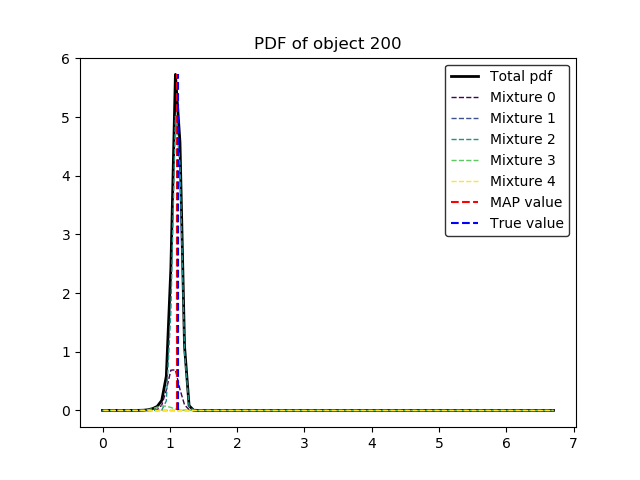 PDF of object 200
6
5
4
3
2
1
0
0 1 2 3 4 5 6 7
Total pdf
Mixture 0
Mixture 1
Mixture 2
Mixture 3
Mixture 4
MAP value
True value